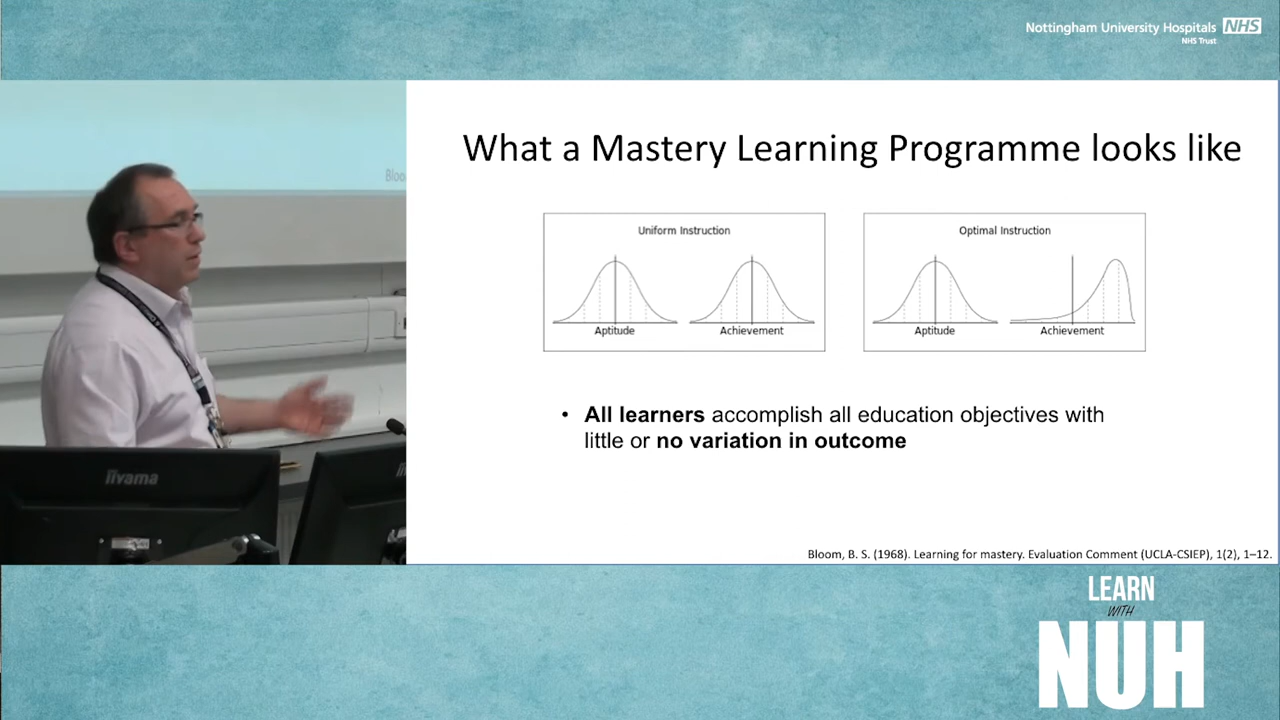 Nottingham University Hospitals NHS
NHS Trust
Bloo
What a Mastery Learning Programme looks like
Uniform Instruction
Aptitude
Achievement
Optimal Instruction
Aptitude
Achievement
• All learners accomplish all education objectives with
little or no variation in outcome
iiyama
Bloom, B. S. (1968). Learning for mastery. Evaluation Comment (UCLA-CSIEP), 1(2), 1–12.
LEARN
WITH
NUH